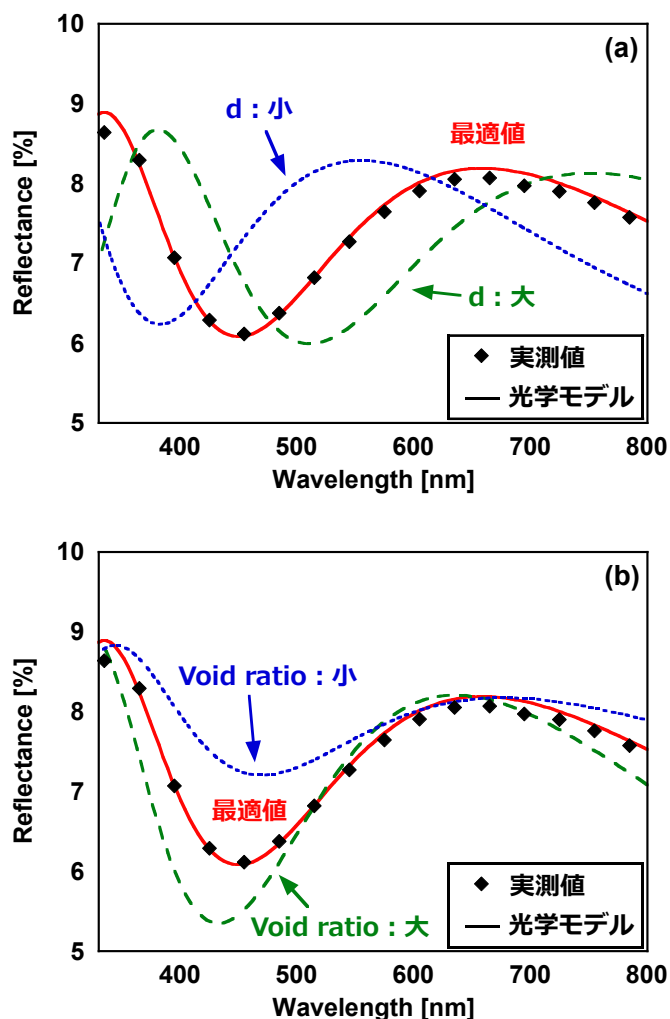 (a)
10
9
8
7
6
5
Reflectance [%]
d：小
最適値
d：大
◆ 実測値
— 光学モデル
400 500 600 700 800
Wavelength [nm]
(b)
10
9
8
7
6
5
Reflectance [%]
Void ratio：小
最適値
Void ratio：大
◆ 実測値
— 光学モデル
400 500 600 700 800
Wavelength [nm]